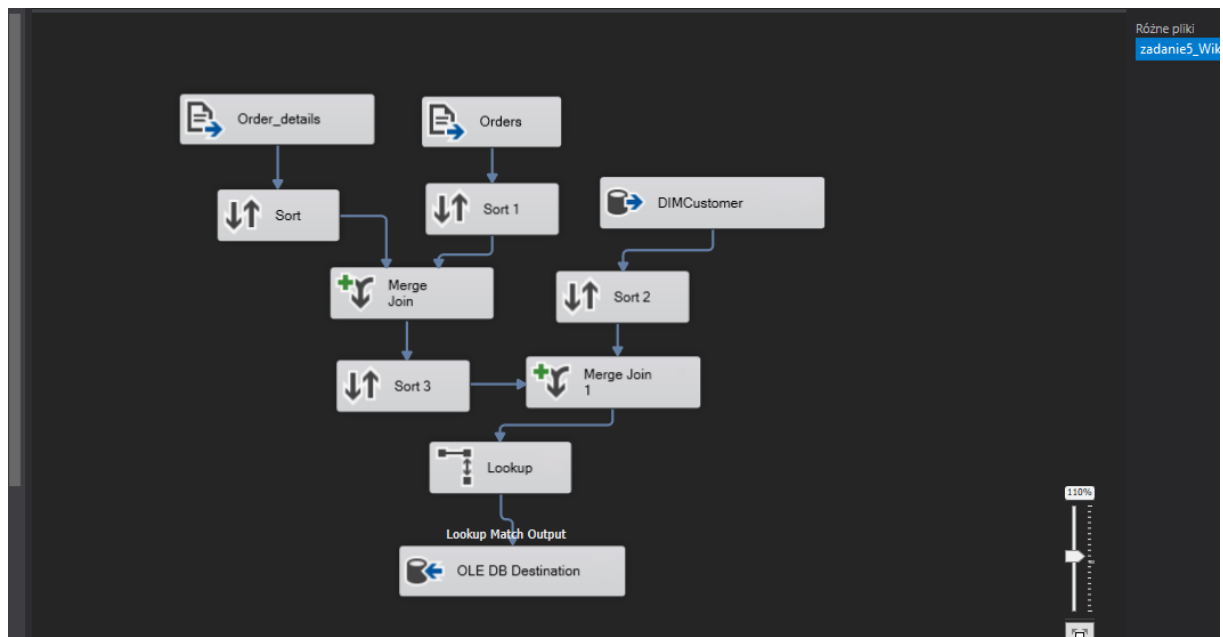 Różne pliki
zadanie5_Wik
Order_details
Orders
Sort
Sort 1
DIMCustomer
Merge
Join
Sort 2
Sort 3
Merge Join
1
Lookup
Lookup Match Output
OLE DB Destination
110%